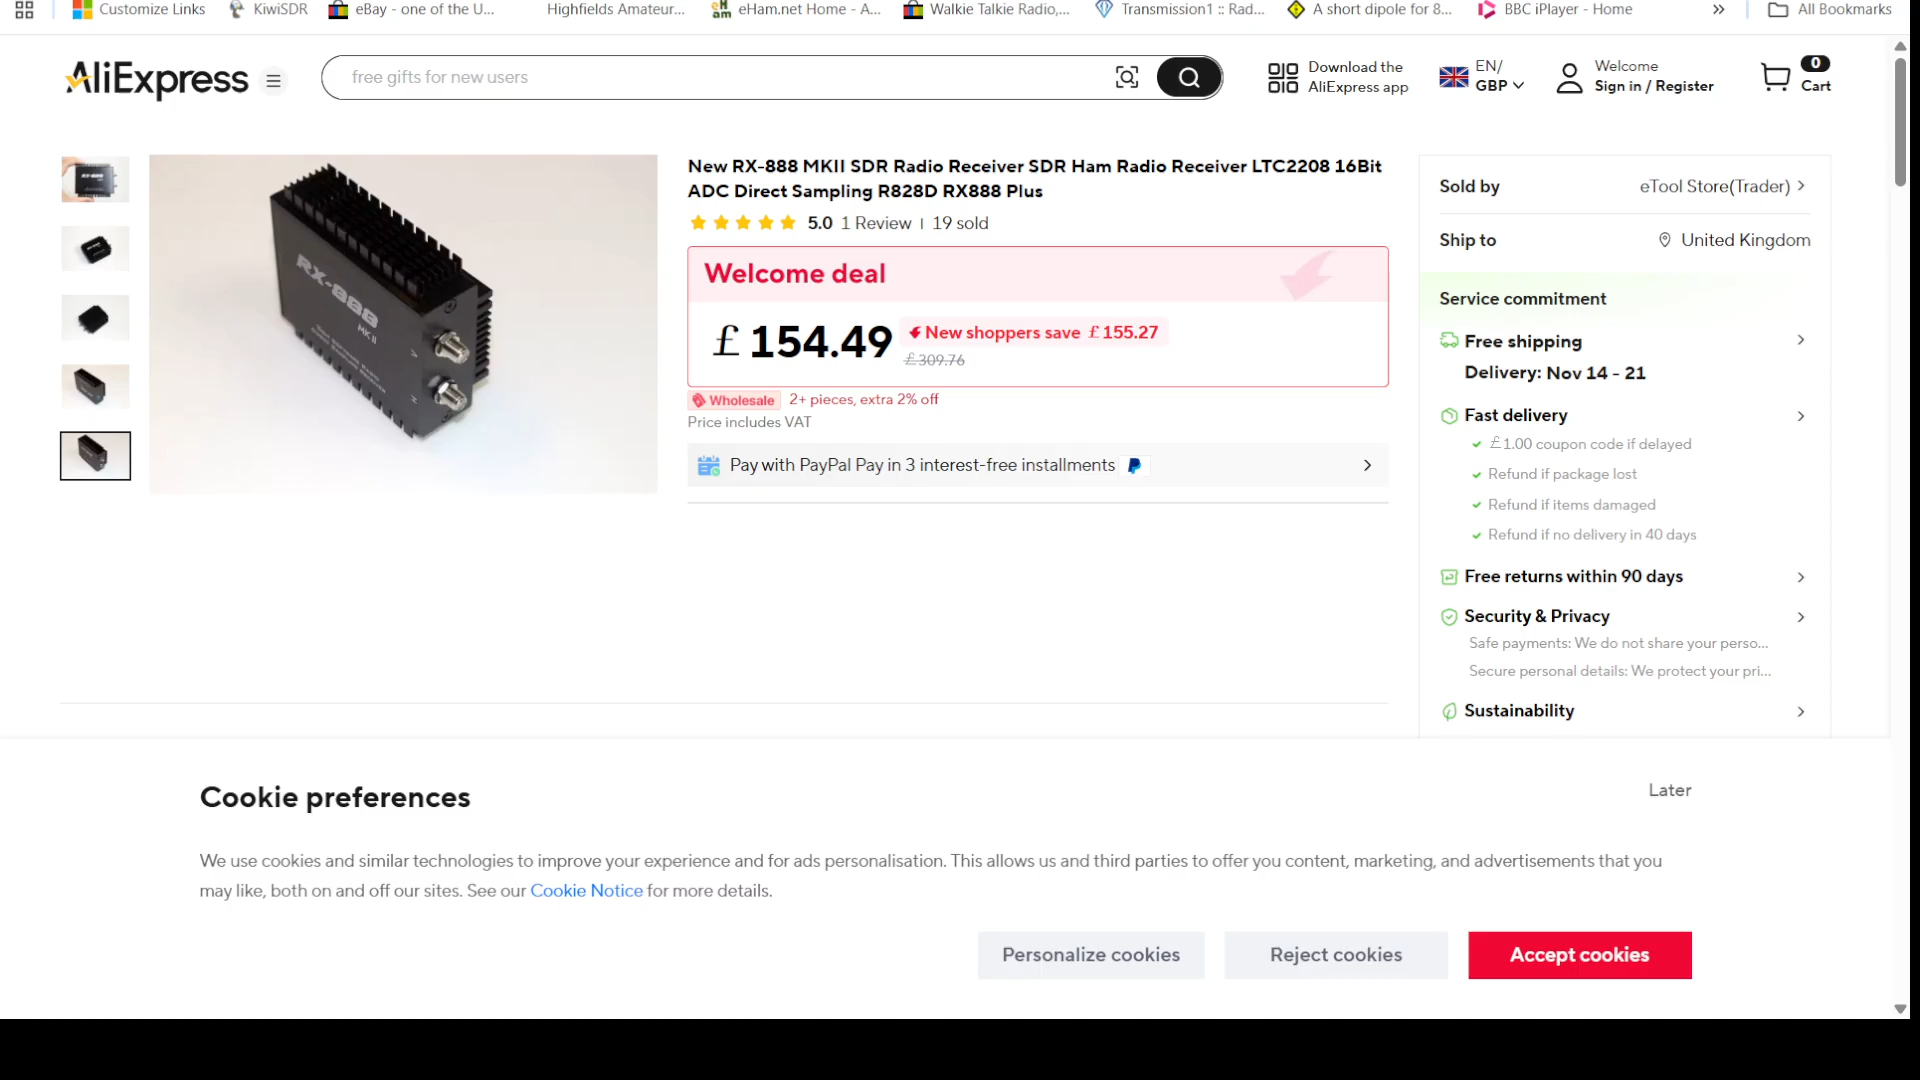 Customize Links KiwiSDR eBay - one of the U... Highfields Amateur... eHam.net Home - A... Walkie Talkie Radio,... Transmission1 :: Rad... A short dipole for 8... BBC iPlayer - Home » All Bookmarks
AliExpress
free gifts for new users
Download the
AliExpress app
EN/
GBP
Welcome
Sign in / Register
0
Cart
New RX-888 MKII SDR Radio Receiver SDR Ham Radio Receiver LTC2208 16Bit
ADC Direct Sampling R828D RX888 Plus
5.0 1 Review | 19 sold
Welcome deal
£154.49
New shoppers save £155.27
£309.76
Wholesale 2+ pieces, extra 2% off
Price includes VAT
Pay with PayPal Pay in 3 interest-free installments
RX-888
MK II
Sold by eTool Store(Trader)
Ship to United Kingdom
Service commitment
Free shipping
Delivery: Nov 14 - 21
Fast delivery
£1.00 coupon code if delayed
Refund if package lost
Refund if items damaged
Refund if no delivery in 40 days
Free returns within 90 days
Security & Privacy
Safe payments: We do not share your perso...
Secure personal details: We protect your pri...
Sustainability
Cookie preferences
Later
We use cookies and similar technologies to improve your experience and for ads personalisation. This allows us and third parties to offer you content, marketing, and advertisements that you
may like, both on and off our sites. See our Cookie Notice for more details.
Personalize cookies
Reject cookies
Accept cookies